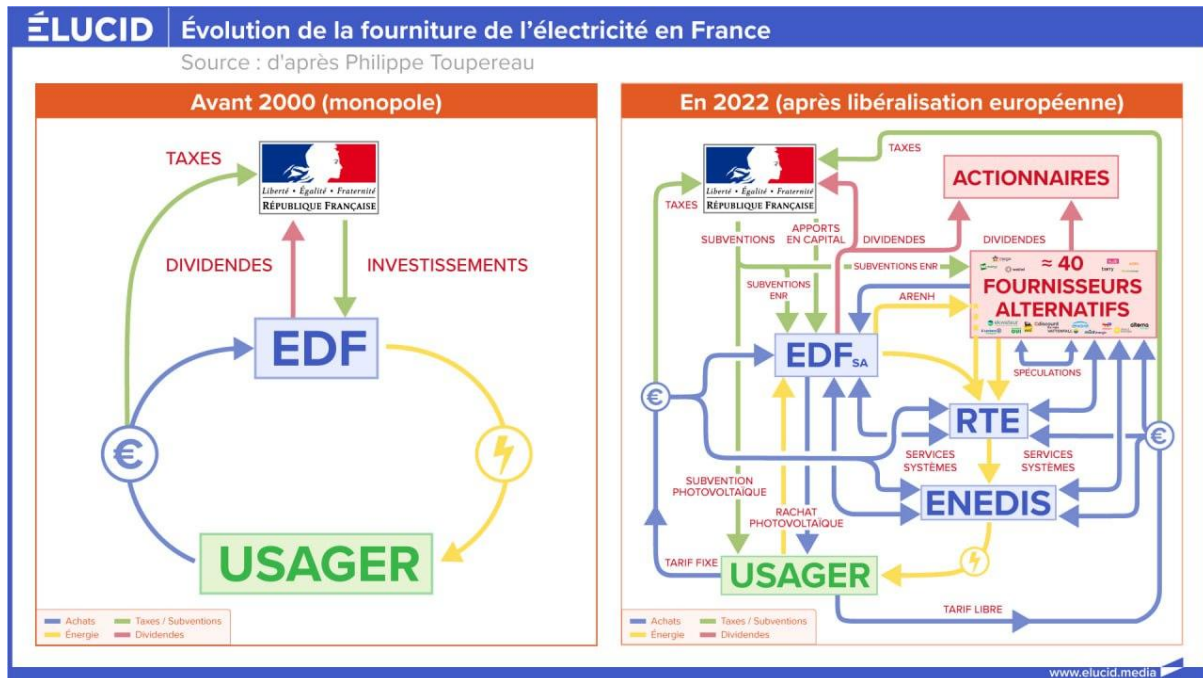 ÉLUCID
Évolution de la fourniture de l'électricité en France
Source : d'après Philippe Toupereau
Avant 2000 (monopole)
TAXES
Liberté • Égalité • Fraternité
RÉPUBLIQUE FRANÇAISE
DIVIDENDES
INVESTISSEMENTS
EDF
€
USAGER
Achats
Taxes / Subventions
Énergie
Dividendes
En 2022 (après libéralisation européenne)
TAXES
Liberté • Égalité • Fraternité
RÉPUBLIQUE FRANÇAISE
TAXES
ACTIONNAIRES
SUBVENTIONS
APPORTS
EN CAPITAL
DIVIDENDES
DIVIDENDES
SUBVENTIONS ENR
SUBVENTIONS
ENR
≈ 40
FOURNISSEURS
ALTERNATIFS
ARENH
EDF SA
SPÉCULATIONS
€
RTE
€
SERVICES
SYSTÈMES
SERVICES
SYSTÈMES
SUBVENTION
PHOTOVOLTAÏQUE
RACHAT
PHOTOVOLTAÏQUE
ENEDIS
TARIF FIXE
USAGER
TARIF LIBRE
Achats
Taxes / Subventions
Énergie
Dividendes
www.elucid.media